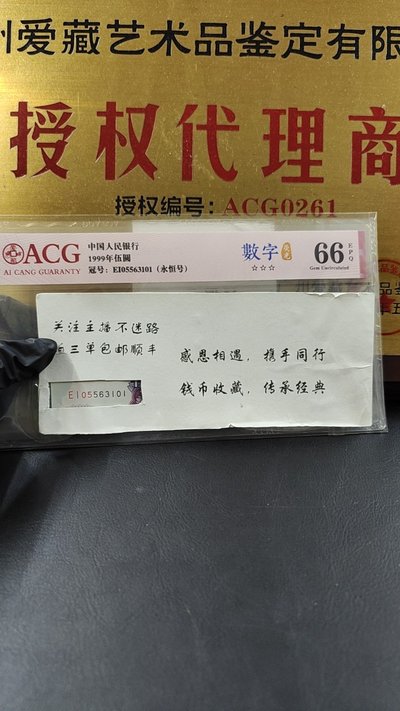 州爱藏艺术品鉴定有限
授权代理商
授权编号：ACG0261
ACG
AI CANG GUARANTY
中国人民银行
1999年伍圆
冠号：EI05563101（永恒号）
數字
☆☆☆
66 EPQ
Gem Uncirculated
关注主播不迷路
三单包邮顺丰
感恩相遇，携手同行
钱币收藏，传承经典
EI05563101